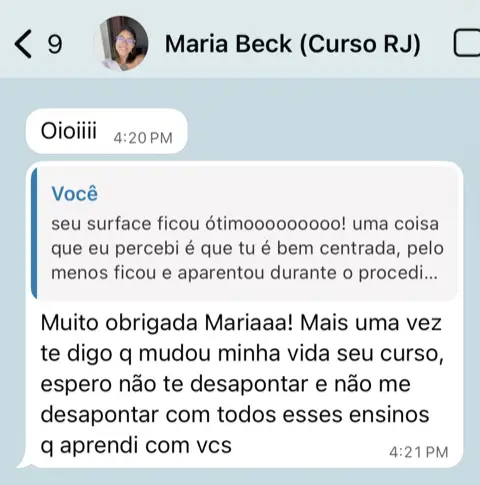 9
Maria Beck (Curso RJ)
Oioiiii
4:20 PM
Você
seu surface ficou ótimooooooooo! uma coisa
que eu percebi é que tu é bem centrada, pelo
menos ficou e aparentou durante o procedi...
Muito obrigada Mariaaa! Mais uma vez
te digo q mudou minha vida seu curso,
espero não te desapontar e não me
desapontar com todos esses ensinos
q aprendi com vcs
4:21 PM